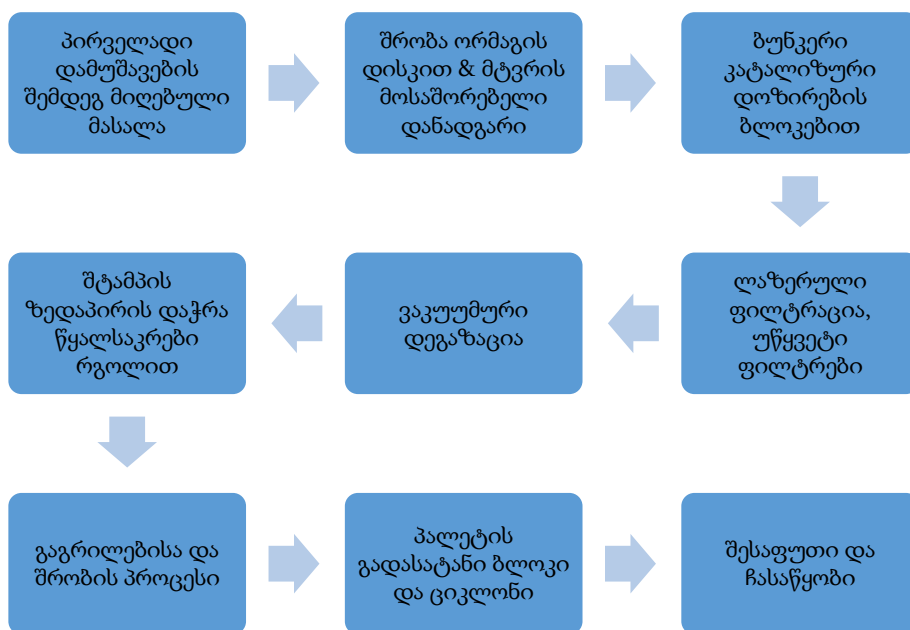 პირველადი
დამუშავების
შემდეგ მიღებული
მასალა
შრობა ორმაგის
დისკით & მტვრის
მოსაშორებელი
დანადგარი
ბუნკერი
კატალიზური
დოზირების
ბლოკებით
ლაზერული
ფილტრაცია,
უწყვეტი
ფილტრები
ვაკუუმური
დეგაზაცია
შტამპის
ზედაპირის დაჭრა
წყალსაკრები
რგოლით
გაგრილებისა და
შრობის პროცესი
პალეტის
გადასატანი ბლოკი
და ციკლონი
შესაფუთი და
ჩასაწყობი